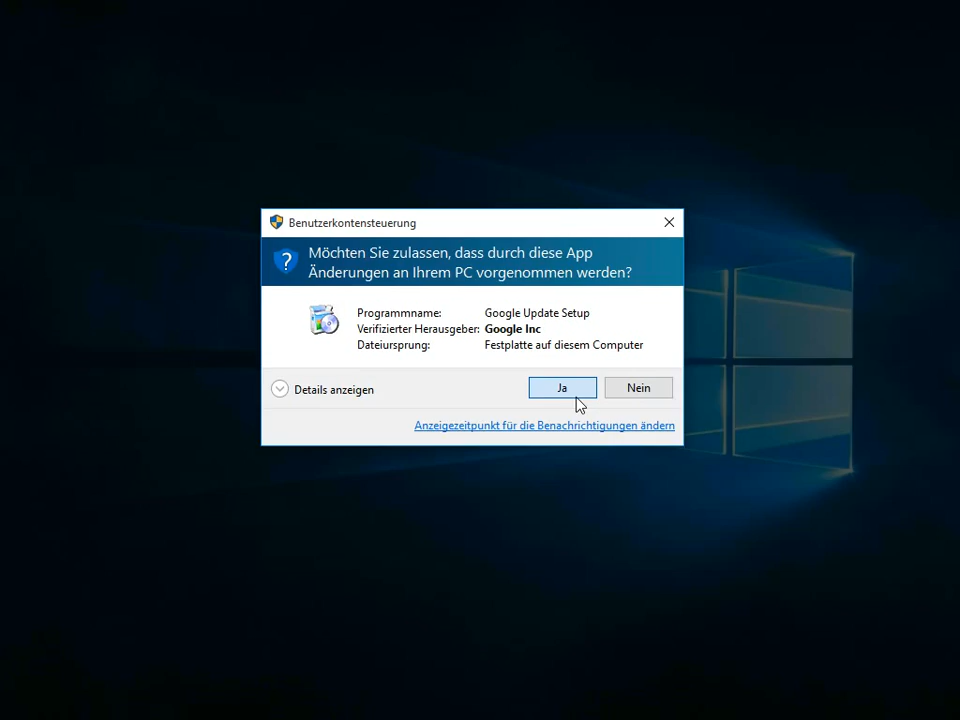 Benutzerkontensteuerung
Möchten Sie zulassen, dass durch diese App
Änderungen an Ihrem PC vorgenommen werden?
Programmname: Google Update Setup
Verifizierter Herausgeber: Google Inc
Dateiursprung: Festplatte auf diesem Computer
Details anzeigen Ja Nein
Anzeigezeitpunkt für die Benachrichtigungen ändern